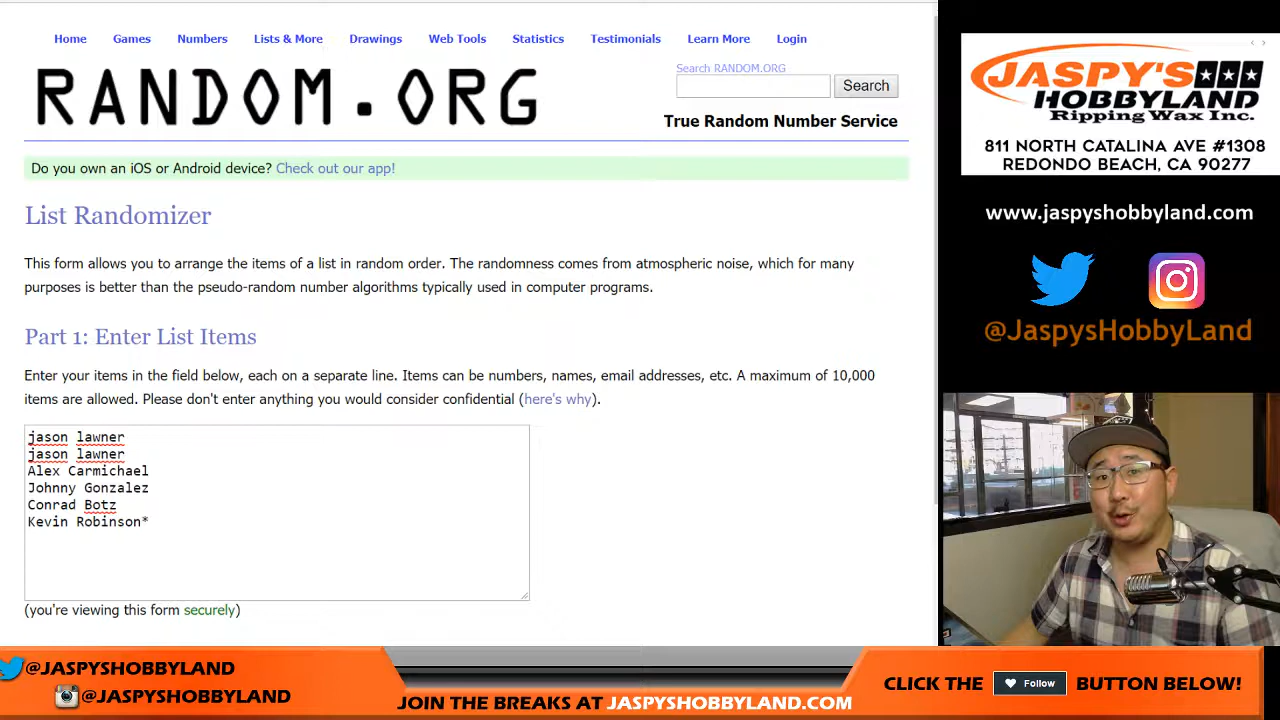 Home Games Numbers Lists & More Drawings Web Tools Statistics Testimonials Learn More Login
RANDOM.ORG
Search RANDOM.ORG
Search
True Random Number Service
Do you own an iOS or Android device? Check out our app!
List Randomizer
This form allows you to arrange the items of a list in random order. The randomness comes from atmospheric noise, which for many
purposes is better than the pseudo-random number algorithms typically used in computer programs.
Part 1: Enter List Items
Enter your items in the field below, each on a separate line. Items can be numbers, names, email addresses, etc. A maximum of 10,000
items are allowed. Please don't enter anything you would consider confidential (here's why).
jason lawner
jason lawner
Alex Carmichael
Johnny Gonzalez
Conrad Botz
Kevin Robinson*
(you're viewing this form securely)
JASPY'S
HOBBYLAND
Ripping Wax Inc.
811 NORTH CATALINA AVE #1308
REDONDO BEACH, CA 90277
www.jaspyshobbyland.com
@JaspysHobbyLand
@JASPYSHOBBYLAND
@JASPYSHOBBYLAND
JOIN THE BREAKS AT JASPYSHOBBYLAND.COM
CLICK THE Follow BUTTON BELOW!